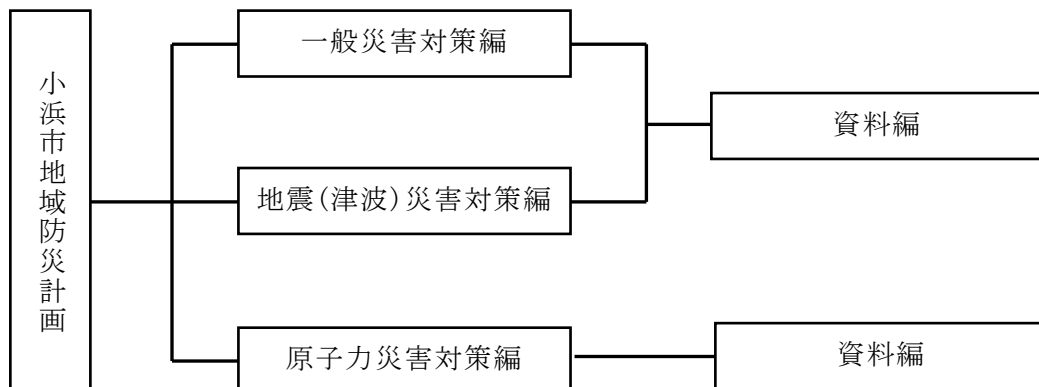 小浜市地域防災計画
一般災害対策編
地震(津波)災害対策編
原子力災害対策編
資料編
資料編